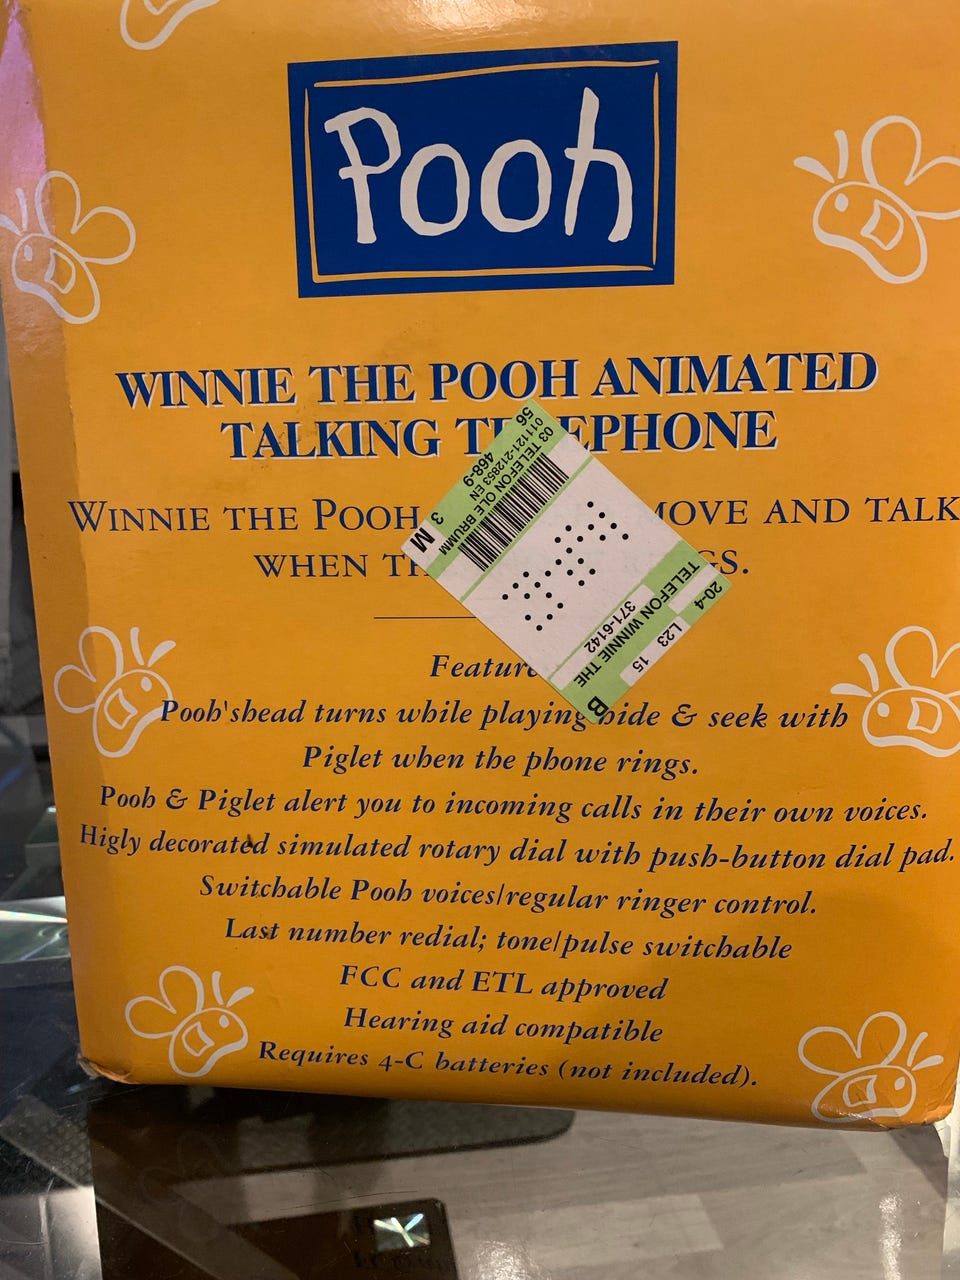 Pooh
WINNIE THE POOH ANIMATED
TALKING T EPHONE
WINNIE THE POOH MOVE AND TALK
WHEN TH GS.
Feature
Pooh'shead turns while playing hide & seek with
Piglet when the phone rings.
Pooh & Piglet alert you to incoming calls in their own voices.
Higly decorated simulated rotary dial with push-button dial pad.
Switchable Pooh voices/regular ringer control.
Last number redial; tone/pulse switchable
FCC and ETL approved
Hearing aid compatible
Requires 4-C batteries (not included).
56 468-9 3 M
011121-212853 EN
03 TELEFON OLE BRUMM
20-4 L23 15
TELEFON WINNIE THE
371-6142 B